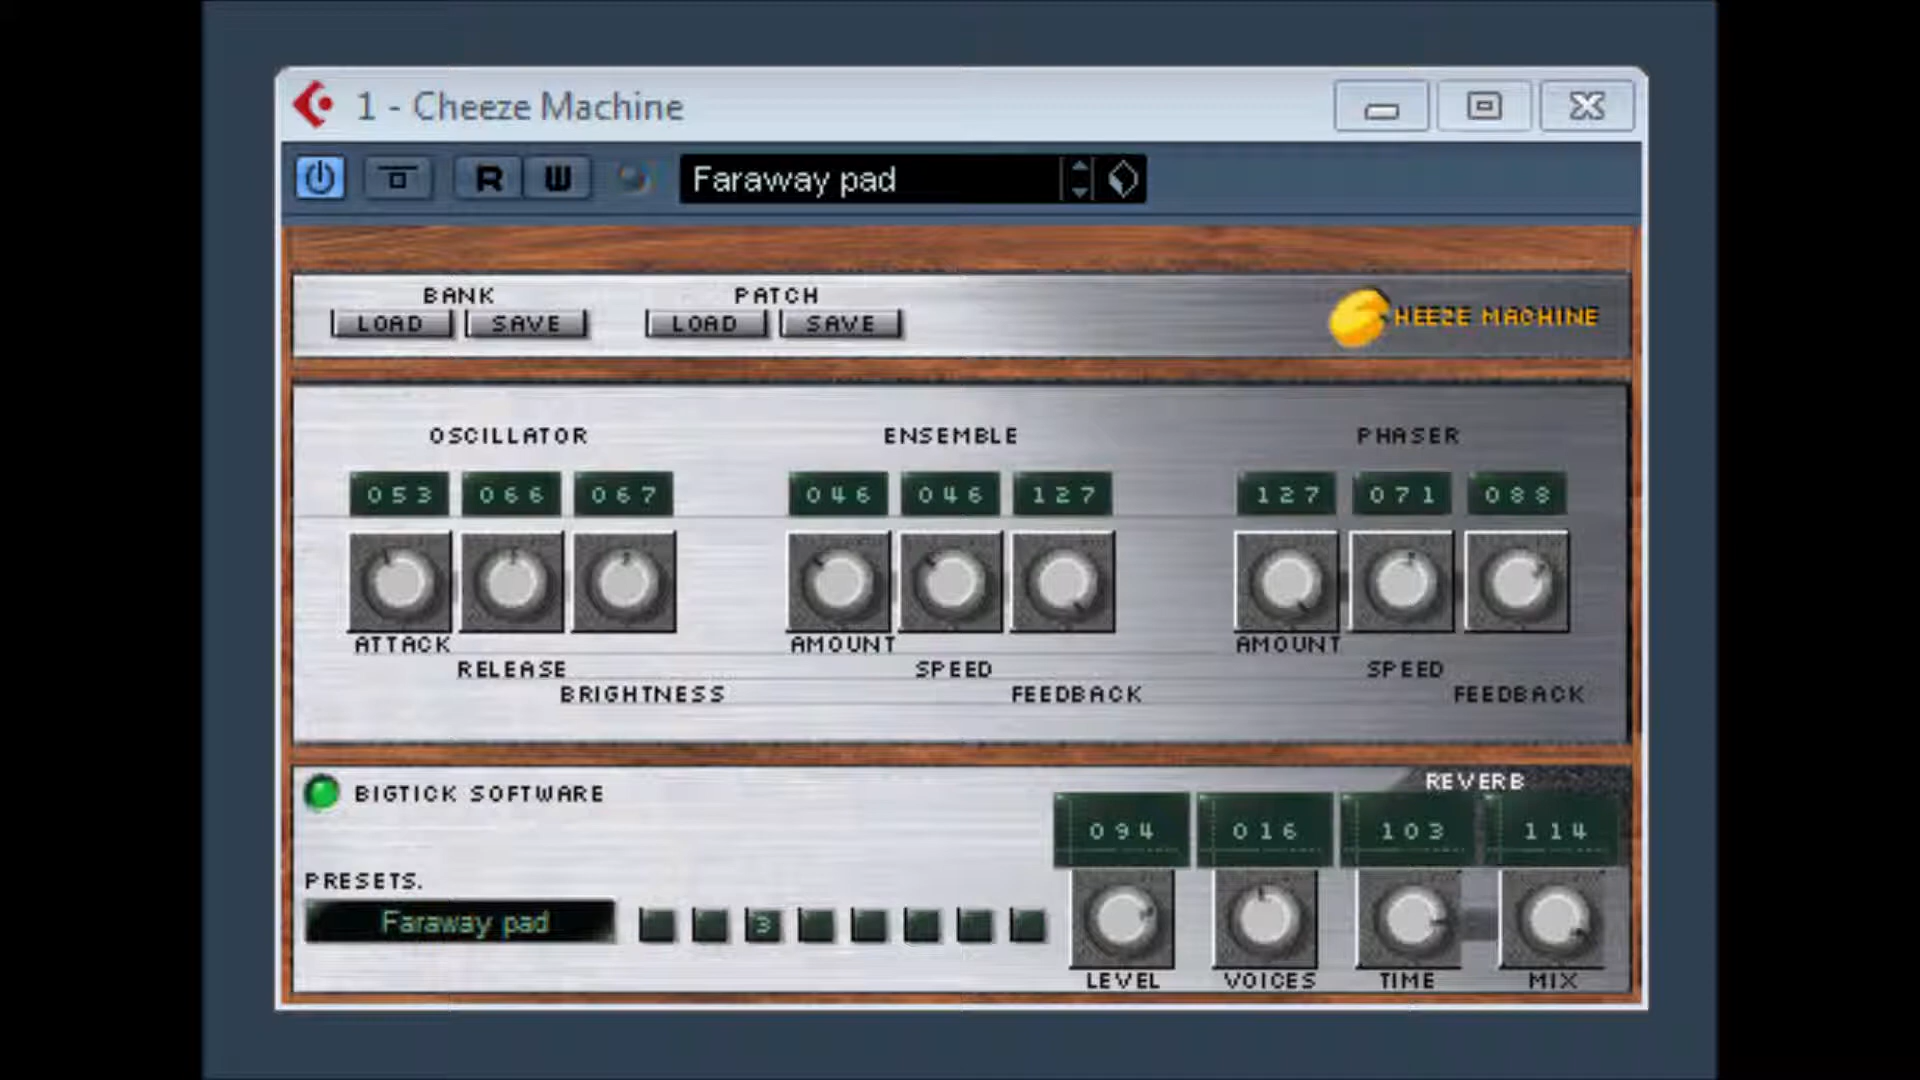 1 - Cheeze Machine
R W Faraway pad
BANK PATCH
LOAD SAVE LOAD SAVE
HEEZE MACHINE
OSCILLATOR ENSEMBLE PHASER
053 066 067 046 046 127 127 071 088
ATTACK AMOUNT AMOUNT
RELEASE SPEED SPEED
BRIGHTNESS FEEDBACK FEEDBACK
BIGTICK SOFTWARE REVERB
094 016 103 114
PRESETS.
Faraway pad 3
LEVEL VOICES TIME MIX